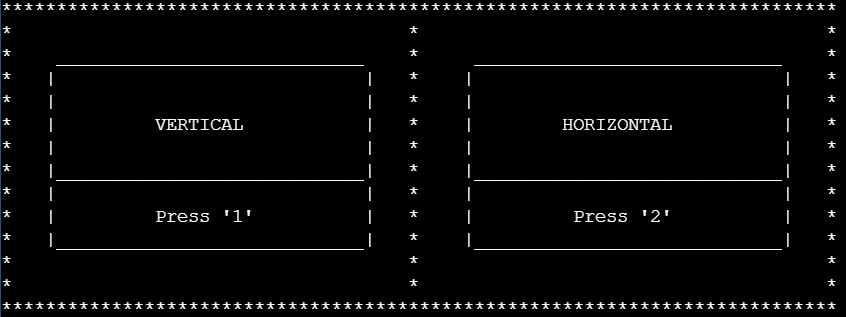 VERTICAL
HORIZONTAL
Press '1'
Press '2'